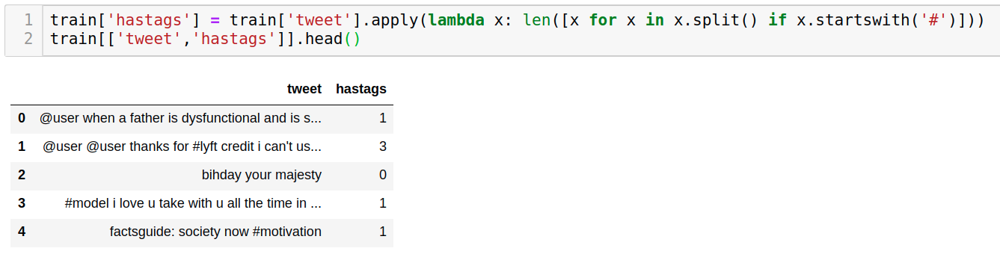 1 train['hastags'] = train['tweet'].apply(lambda x: len([x for x in x.split() if x.startswith('#')]))
2 train[['tweet','hastags']].head()
tweet hastags
0 @user when a father is dysfunctional and is s... 1
1 @user @user thanks for #lyft credit i can't us... 3
2 bihday your majesty 0
3 #model i love u take with u all the time in ... 1
4 factsguide: society now #motivation 1